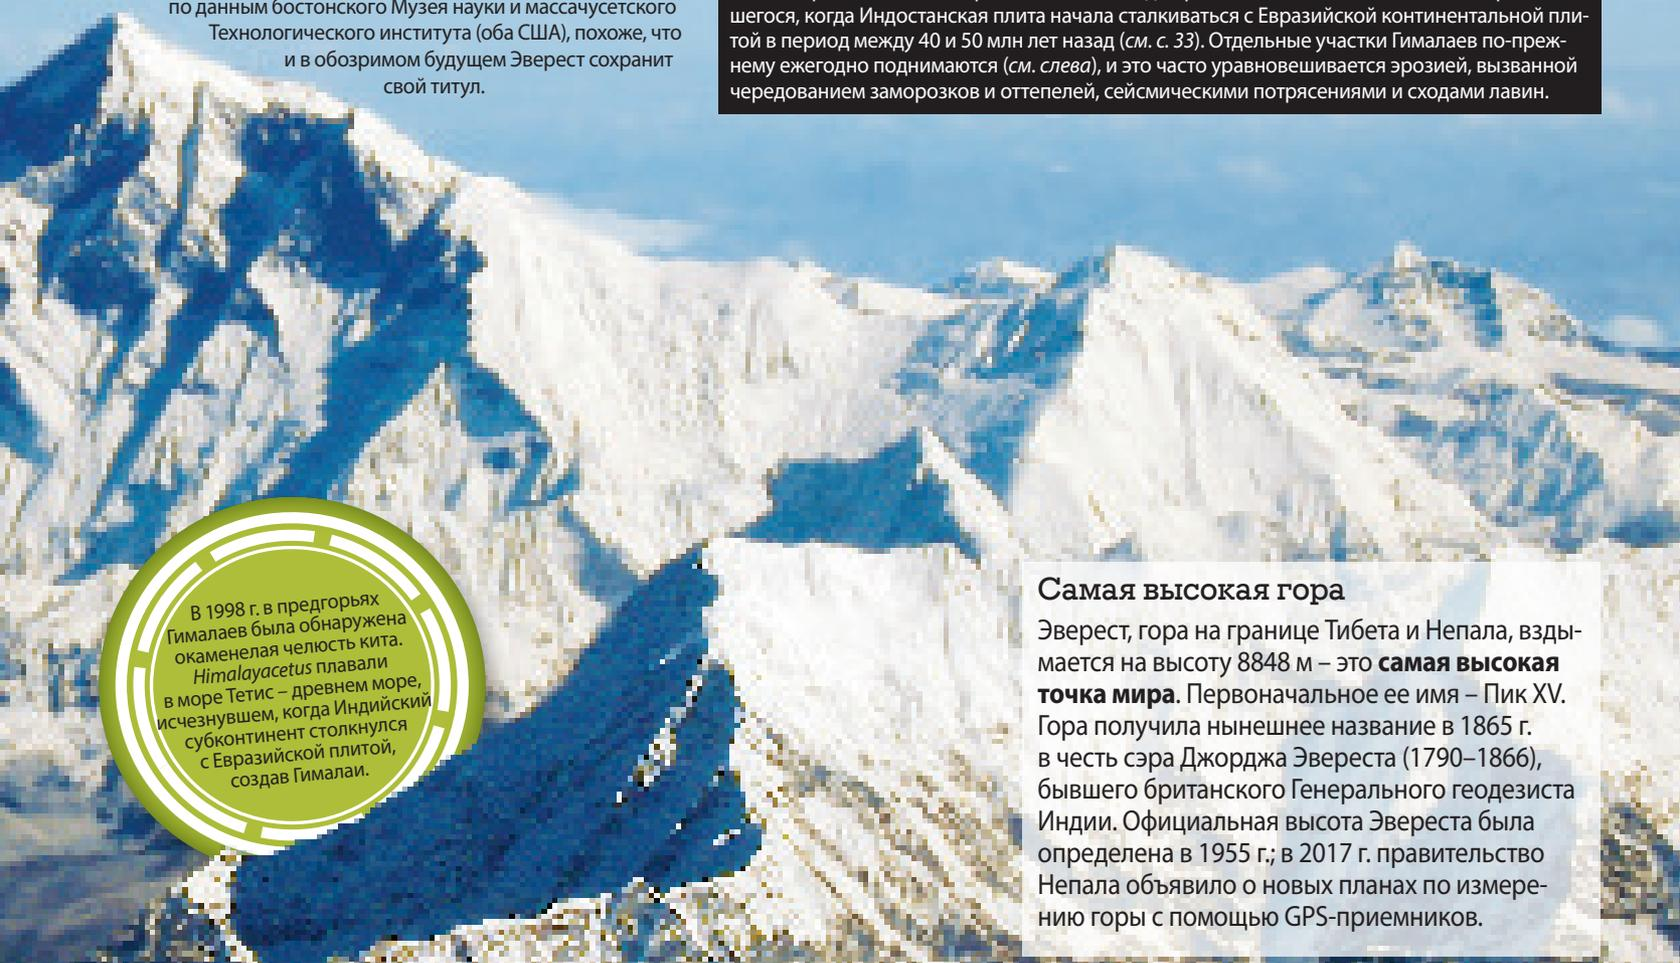 по данным бостонского Музея науки и массачусетского
Технологического института (оба США), похоже, что
и в обозримом будущем Эверест сохранит
свой титул.
шегося, когда Индостанская плита начала сталкиваться с Евразийской континентальной пли-
той в период между 40 и 50 млн лет назад (см. с. 33). Отдельные участки Гималаев по-преж-
нему ежегодно поднимаются (см. слева), и это часто уравновешивается эрозией, вызванной
чередованием заморозков и оттепелей, сейсмическими потрясениями и сходами лавин.
В 1998 г. в предгорьях
Гималаев была обнаружена
окаменелая челюсть кита.
Himalayacetus плавали
в море Тетис – древнем море,
исчезнувшем, когда Индийский
субконтинент столкнулся
с Евразийской плитой,
создав Гималаи.
Самая высокая гора
Эверест, гора на границе Тибета и Непала, взды-
мается на высоту 8848 м – это самая высокая
точка мира. Первоначальное ее имя – Пик XV.
Гора получила нынешнее название в 1865 г.
в честь сэра Джорджа Эвереста (1790–1866),
бывшего британского Генерального геодезиста
Индии. Официальная высота Эвереста была
определена в 1955 г.; в 2017 г. правительство
Непала объявило о новых планах по измере-
нию горы с помощью GPS-приемников.